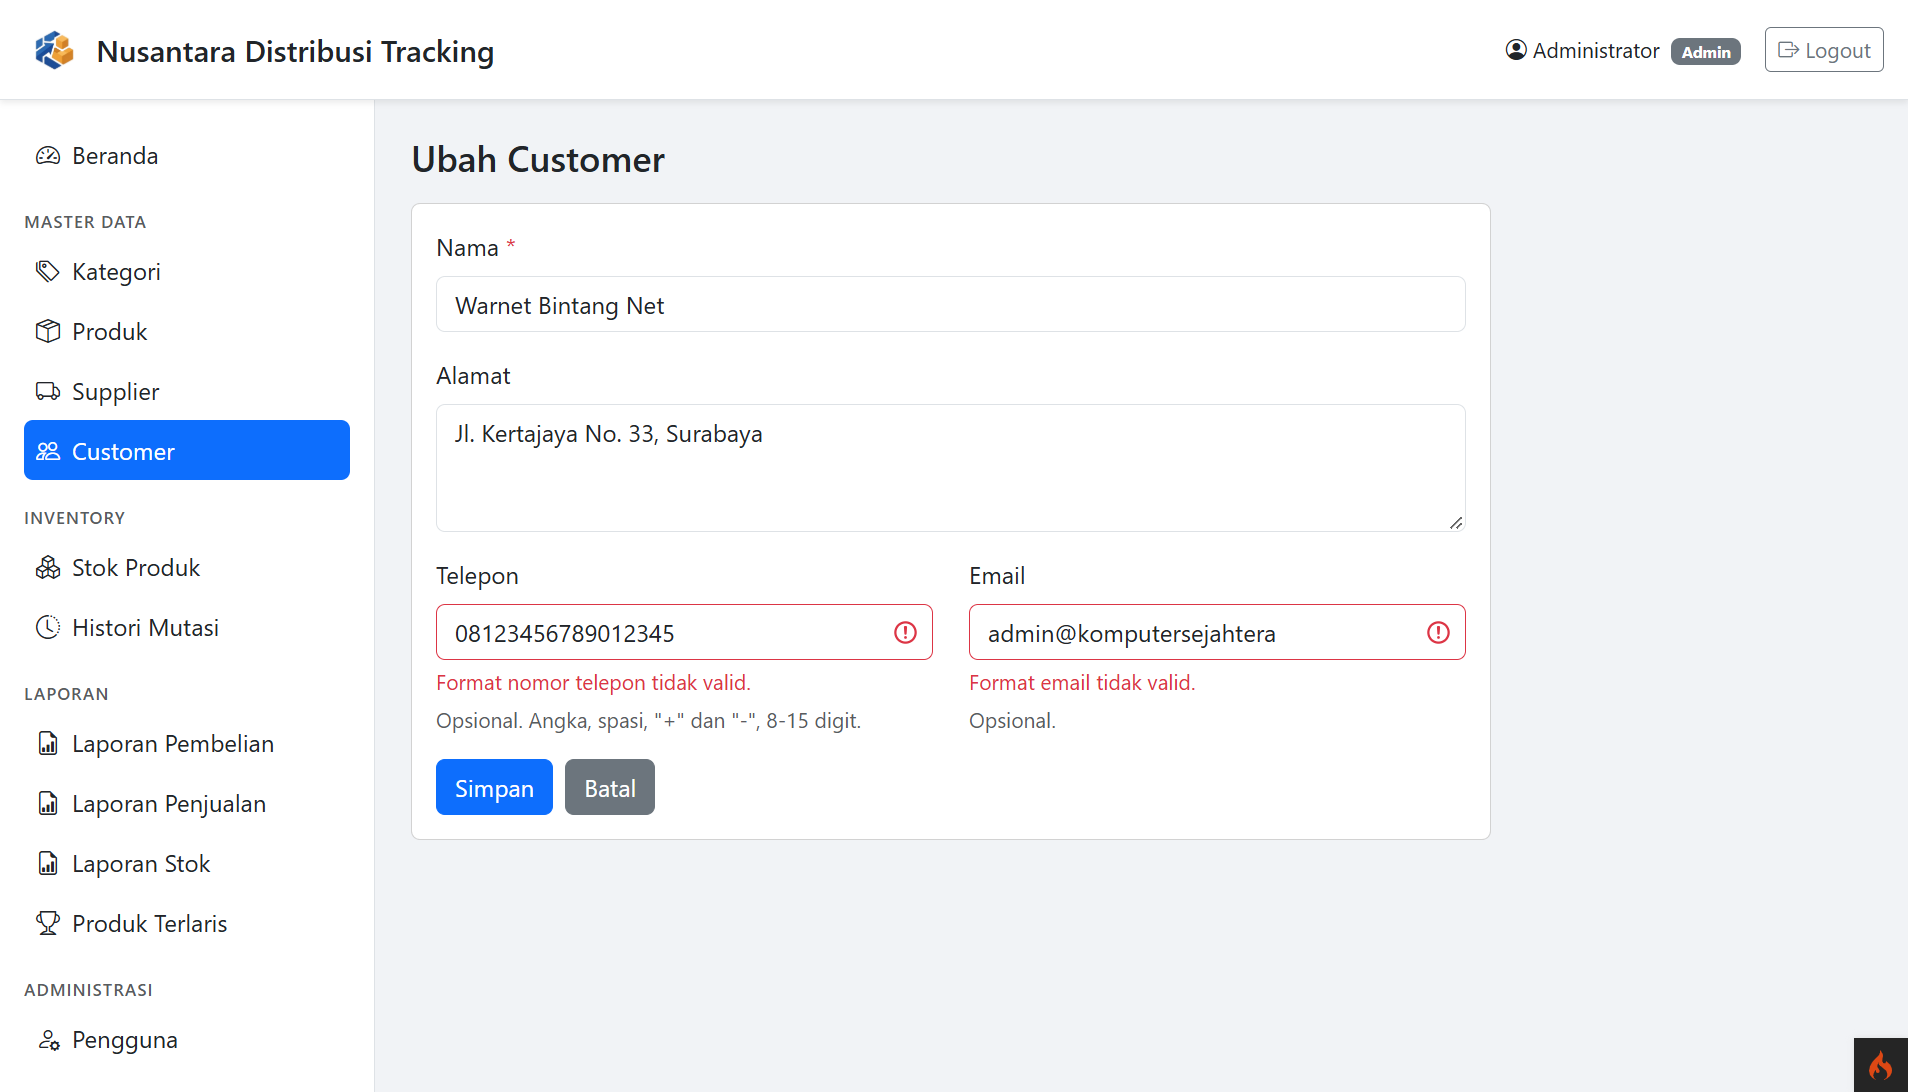 Nusantara Distribusi Tracking
Administrator Admin Logout
Beranda
MASTER DATA
Kategori
Produk
Supplier
Customer
INVENTORY
Stok Produk
Histori Mutasi
LAPORAN
Laporan Pembelian
Laporan Penjualan
Laporan Stok
Produk Terlaris
ADMINISTRASI
Pengguna
Ubah Customer
Nama *
Warnet Bintang Net
Alamat
Jl. Kertajaya No. 33, Surabaya
Telepon
08123456789012345
Format nomor telepon tidak valid.
Opsional. Angka, spasi, "+" dan "-", 8-15 digit.
Email
admin@komputersejahtera
Format email tidak valid.
Opsional.
Simpan Batal